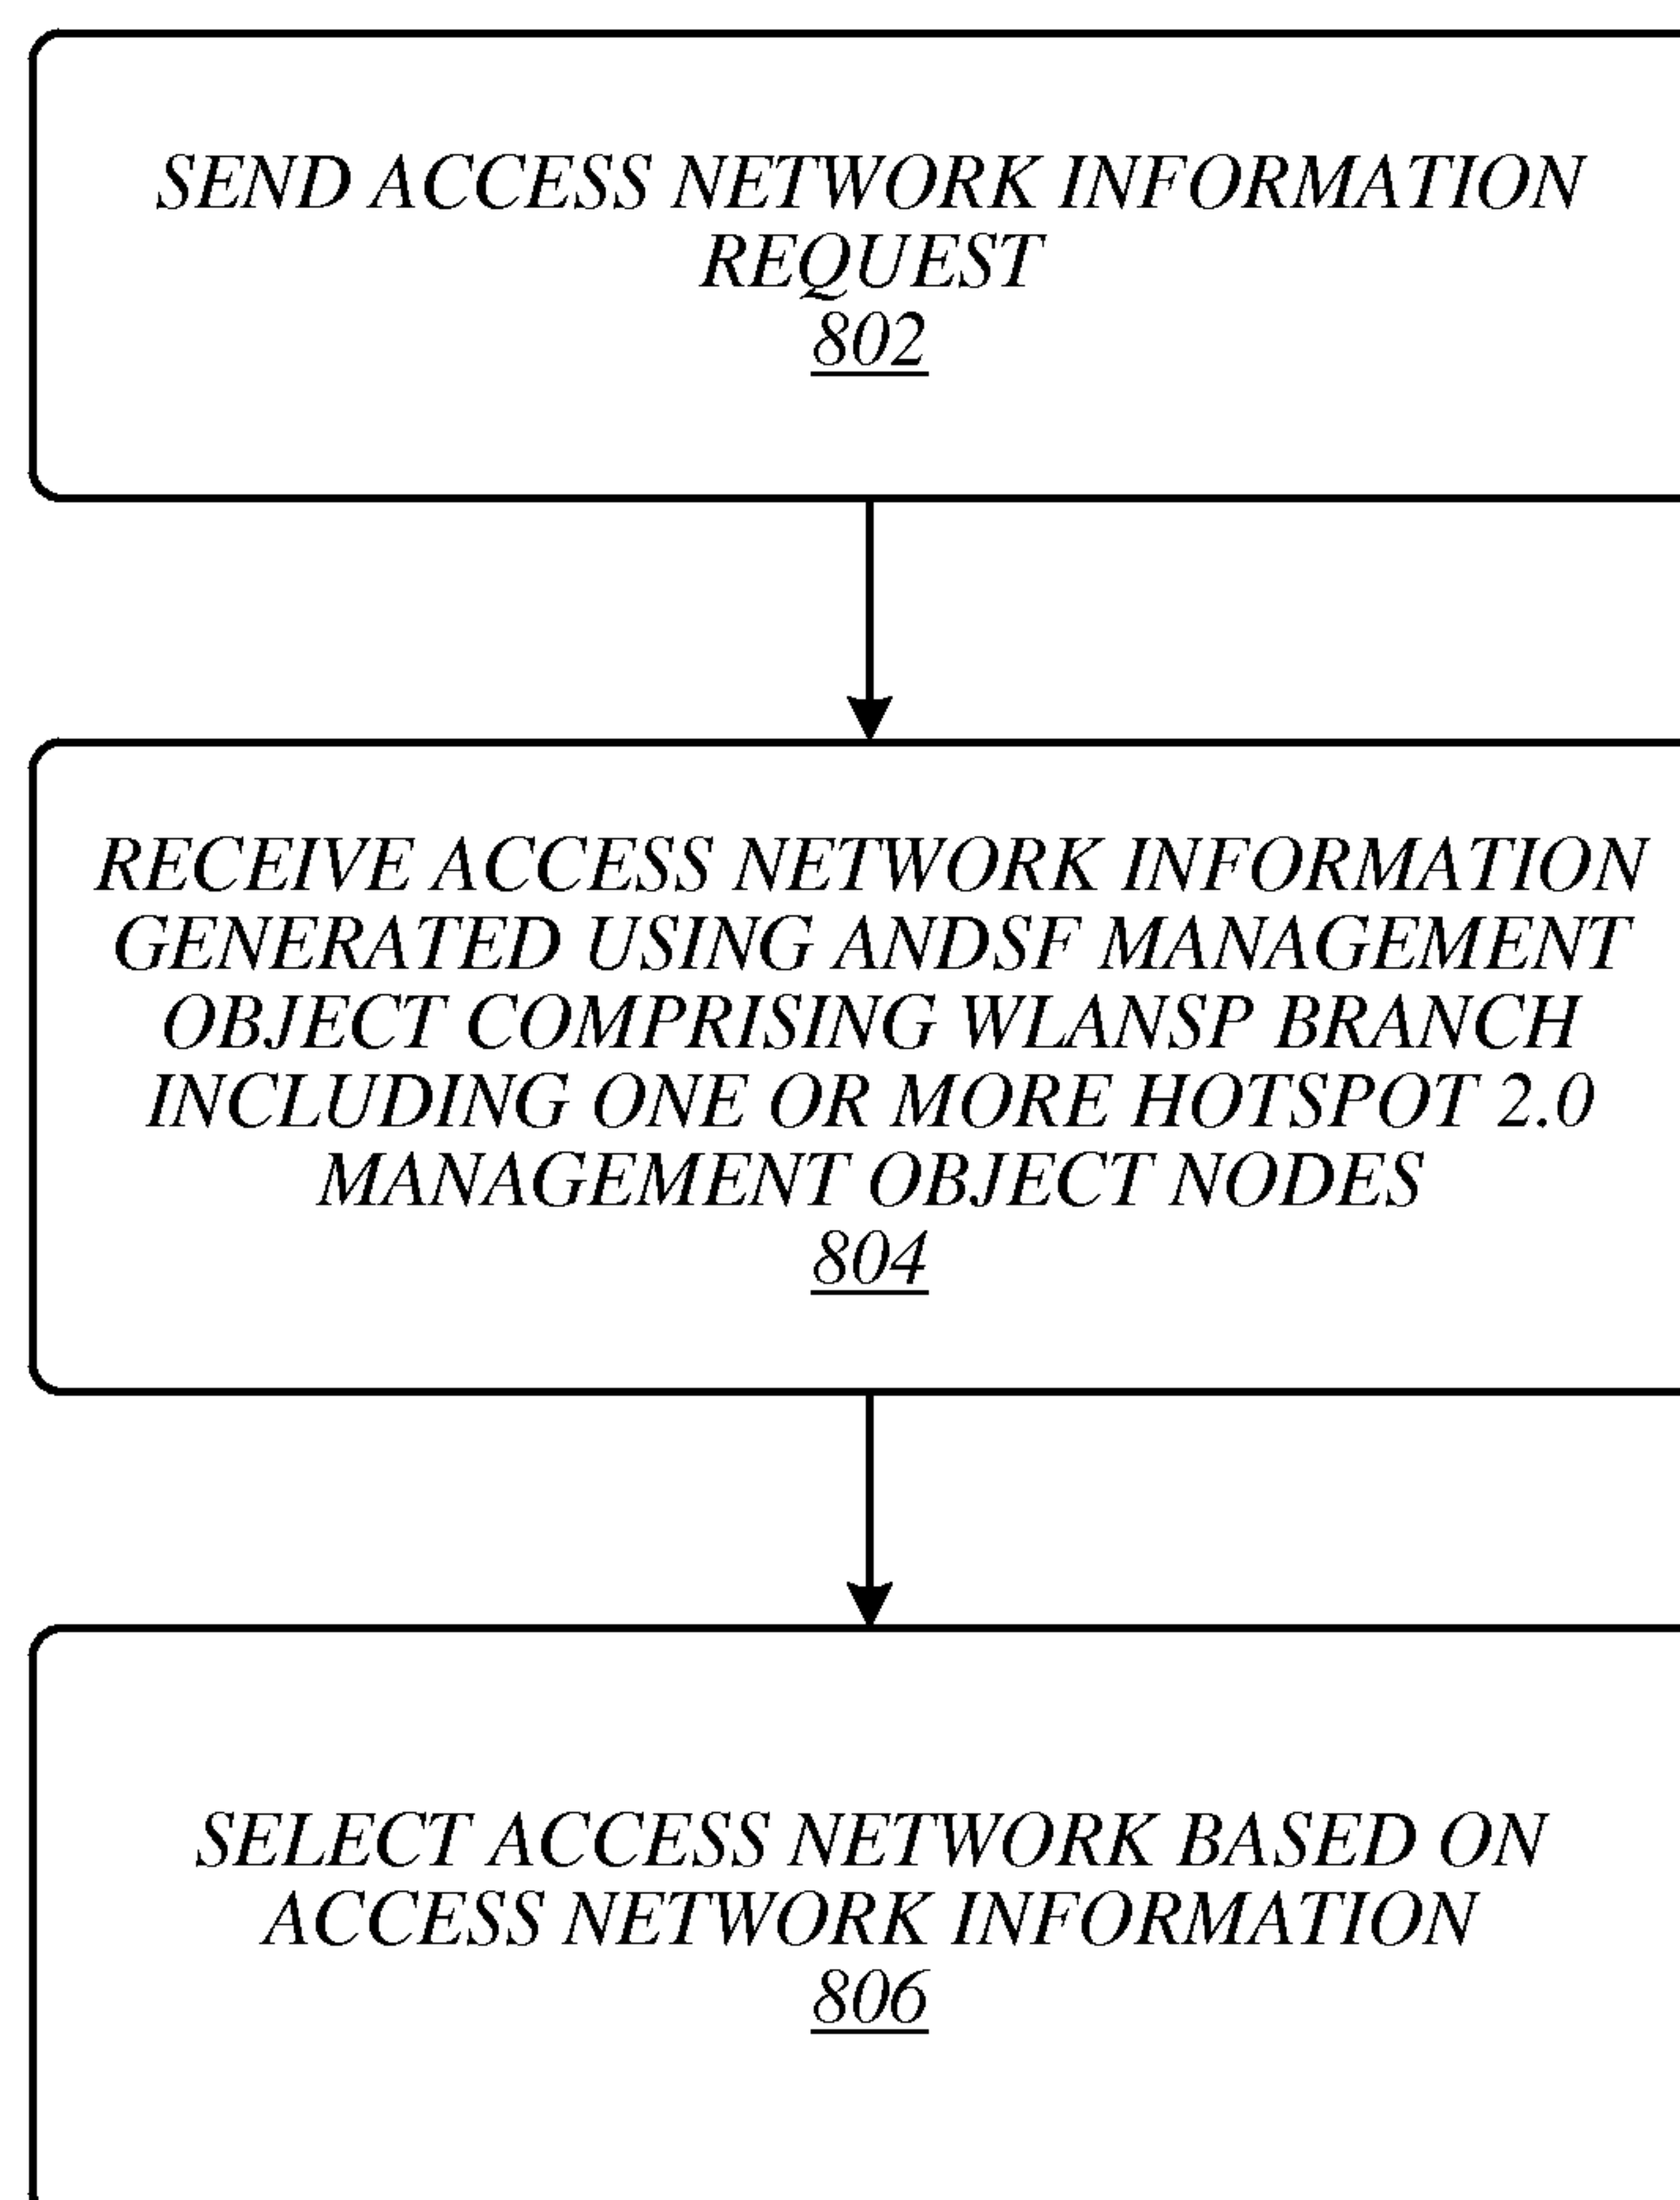 SEND ACCESS NETWORK INFORMATION
REQUEST
802
RECEIVE ACCESS NETWORK INFORMATION
GENERATED USING ANDSF MANAGEMENT
OBJECT COMPRISING WLANSP BRANCH
INCLUDING ONE OR MORE HOTSPOT 2.0
MANAGEMENT OBJECT NODES
804
SELECT ACCESS NETWORK BASED ON
ACCESS NETWORK INFORMATION
806